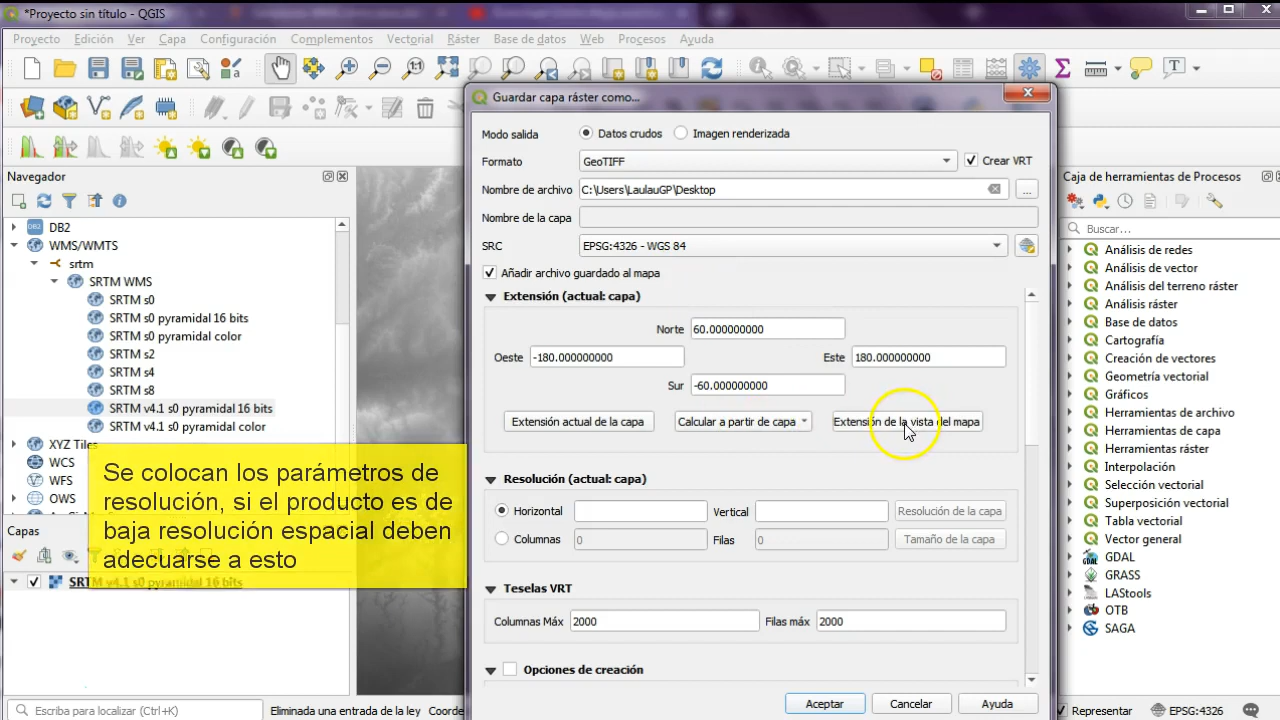 *Proyecto sin título - QGIS
Proyecto Edición Ver Capa Configuración Complementos Vectorial Ráster Base de datos Web Procesos Ayuda
Guardar capa ráster como...
Modo salida Datos crudos Imagen renderizada
Formato GeoTIFF Crear VRT
Nombre de archivo C:\Users\LaulauGP\Desktop ...
Nombre de la capa
SRC EPSG:4326 - WGS 84
Añadir archivo guardado al mapa
Extensión (actual: capa)
Norte 60.000000000
Oeste -180.000000000 Este 180.000000000
Sur -60.000000000
Extensión actual de la capa Calcular a partir de capa Extensión de la vista del mapa
Resolución (actual: capa)
Horizontal Vertical Resolución de la capa
Columnas 0 Filas 0 Tamaño de la capa
Teselas VRT
Columnas Máx 2000 Filas máx 2000
Opciones de creación
Aceptar Cancelar Ayuda
Navegador
DB2
WMS/WMTS
srtm
SRTM WMS
SRTM s0
SRTM s0 pyramidal 16 bits
SRTM s0 pyramidal color
SRTM s2
SRTM s4
SRTM s8
SRTM v4.1 s0 pyramidal 16 bits
SRTM v4.1 s0 pyramidal color
XYZ Tiles
WCS
WFS
OWS
Se colocan los parámetros de
resolución, si el producto es de
baja resolución espacial deben
adecuarse a esto
Capas
SRTM v4.1 s0 pyramidal 16 bits
Caja de herramientas de Procesos
Buscar...
Análisis de redes
Análisis de vector
Análisis del terreno ráster
Análisis ráster
Base de datos
Cartografía
Creación de vectores
Geometría vectorial
Gráficos
Herramientas de archivo
Herramientas de capa
Herramientas ráster
Interpolación
Selección vectorial
Superposición vectorial
Tabla vectorial
Vector general
GDAL
GRASS
LAStools
OTB
SAGA
Escriba para localizar (Ctrl+K) Eliminada una entrada de la ley Coorde Representar EPSG:4326